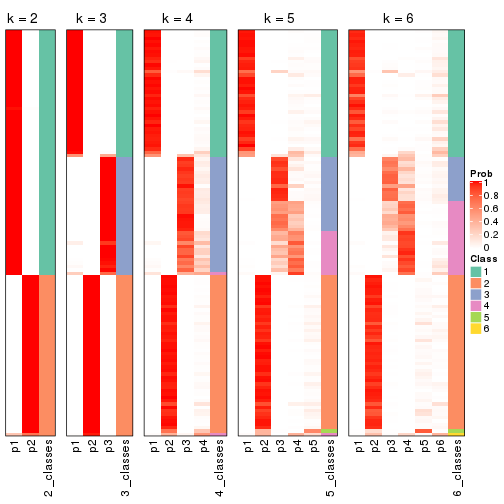 k = 2
k = 3
k = 4
k = 5
k = 6
p1
p2
2_classes
p1
p2
p3
3_classes
p1
p2
p3
p4
4_classes
p1
p2
p3
p4
p5
5_classes
p1
p2
p3
p4
p5
p6
6_classes
Prob
1
0.8
0.6
0.4
0.2
0
Class
1
2
3
4
5
6